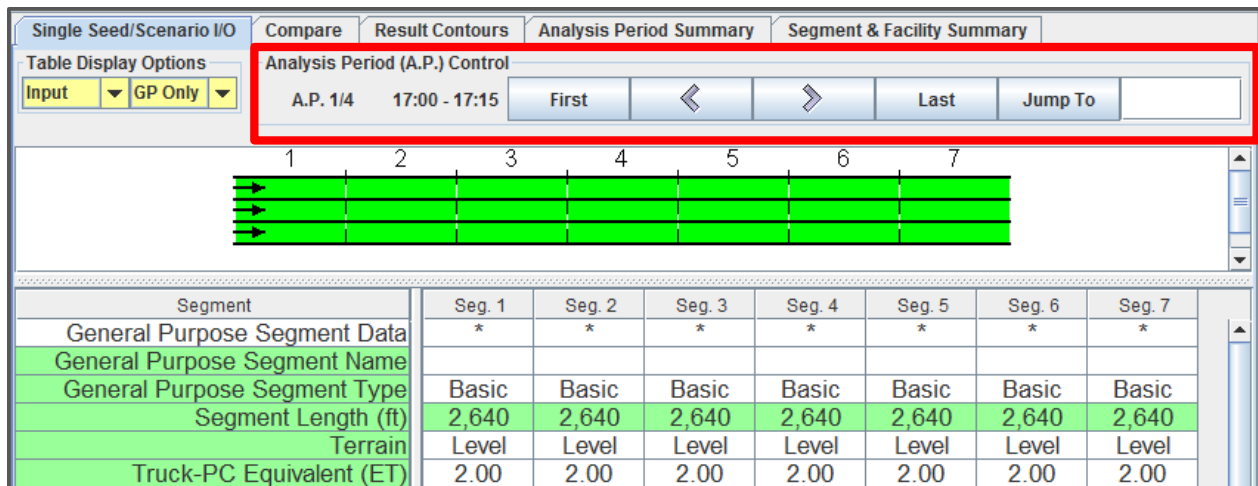 Single Seed/Scenario I/O Compare Result Contours Analysis Period Summary Segment & Facility Summary
Table Display Options Analysis Period (A.P.) Control
Input GP Only A.P. 1/4 17:00 - 17:15 First Last Jump To
1 2 3 4 5 6 7
Segment Seg. 1 Seg. 2 Seg. 3 Seg. 4 Seg. 5 Seg. 6 Seg. 7
General Purpose Segment Data * * * * * * *
General Purpose Segment Name
General Purpose Segment Type Basic Basic Basic Basic Basic Basic Basic
Segment Length (ft) 2,640 2,640 2,640 2,640 2,640 2,640 2,640
Terrain Level Level Level Level Level Level Level
Truck-PC Equivalent (ET) 2.00 2.00 2.00 2.00 2.00 2.00 2.00